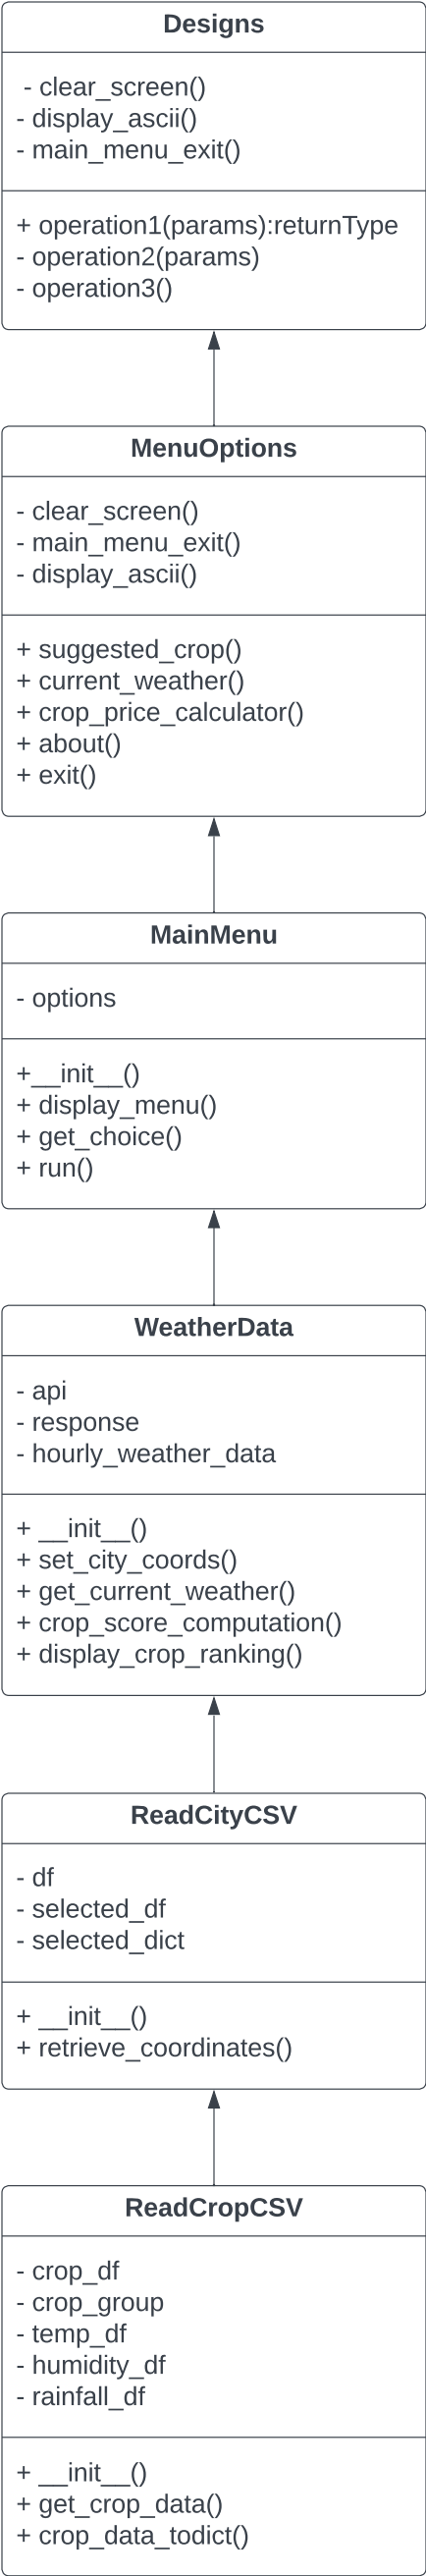 Designs
- clear_screen()
- display_ascii()
- main_menu_exit()
+ operation1(params):returnType
- operation2(params)
- operation3()
MenuOptions
- clear_screen()
- main_menu_exit()
- display_ascii()
+ suggested_crop()
+ current_weather()
+ crop_price_calculator()
+ about()
+ exit()
MainMenu
- options
+__init__()
+ display_menu()
+ get_choice()
+ run()
WeatherData
- api
- response
- hourly_weather_data
+ __init__()
+ set_city_coords()
+ get_current_weather()
+ crop_score_computation()
+ display_crop_ranking()
ReadCityCSV
- df
- selected_df
- selected_dict
+ __init__()
+ retrieve_coordinates()
ReadCropCSV
- crop_df
- crop_group
- temp_df
- humidity_df
- rainfall_df
+ __init__()
+ get_crop_data()
+ crop_data_todict()